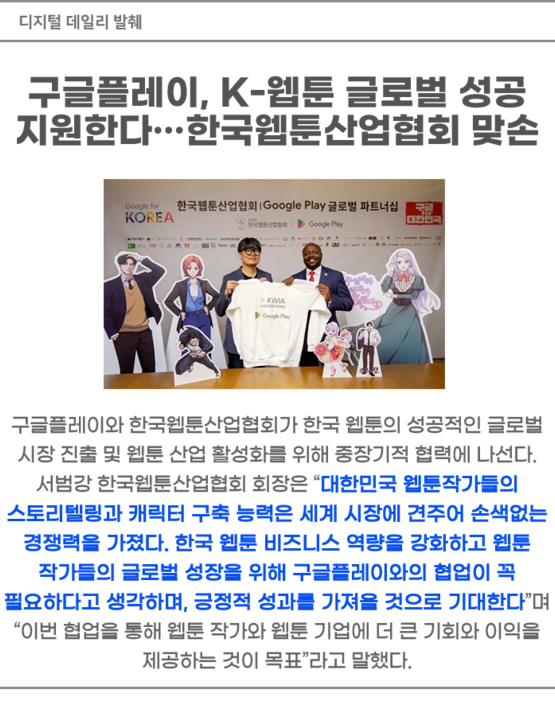 디지털 데일리 발췌
구글플레이, K-웹툰 글로벌 성공
지원한다…한국웹툰산업협회 맞손
Google for
KOREA
한국웹툰산업협회 | Google Play 글로벌 파트너십
한국웹툰산업협회 | Google Play
구글
대한민국
KWIA
Google Play
구글플레이와 한국웹툰산업협회가 한국 웹툰의 성공적인 글로벌
시장 진출 및 웹툰 산업 활성화를 위해 중장기적 협력에 나선다.
서범강 한국웹툰산업협회 회장은 “대한민국 웹툰작가들의
스토리텔링과 캐릭터 구축 능력은 세계 시장에 견주어 손색없는
경쟁력을 가졌다. 한국 웹툰 비즈니스 역량을 강화하고 웹툰
작가들의 글로벌 성장을 위해 구글플레이와의 협업이 꼭
필요하다고 생각하며, 긍정적 성과를 가져올 것으로 기대한다”며
“이번 협업을 통해 웹툰 작가와 웹툰 기업에 더 큰 기회와 이익을
제공하는 것이 목표”라고 말했다.